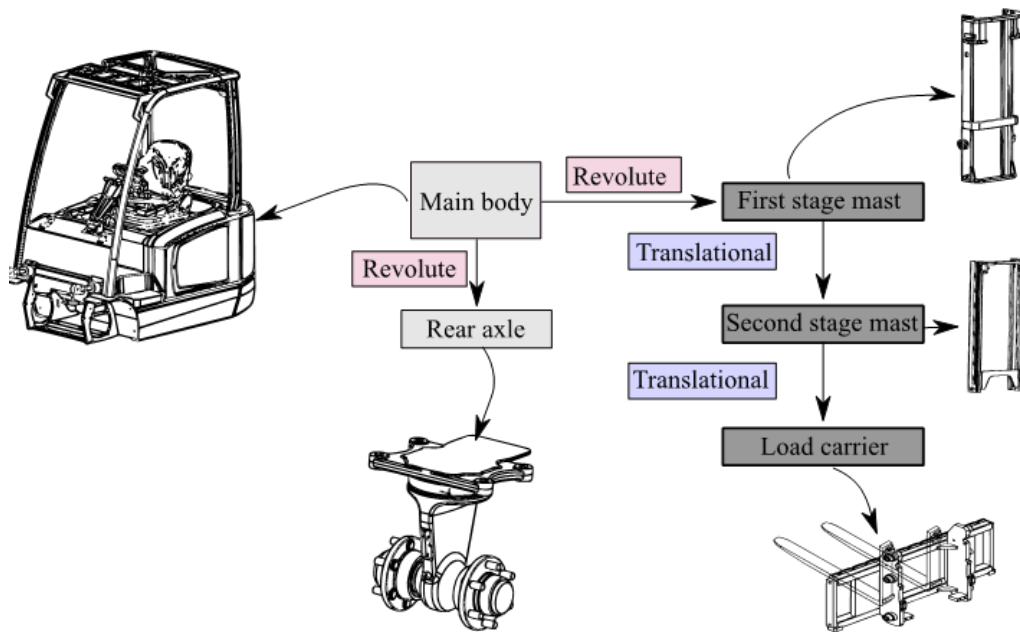 Revolute
Main body
First stage mast
Translational
Revolute
Rear axle
Second stage mast
Translational
Load carrier